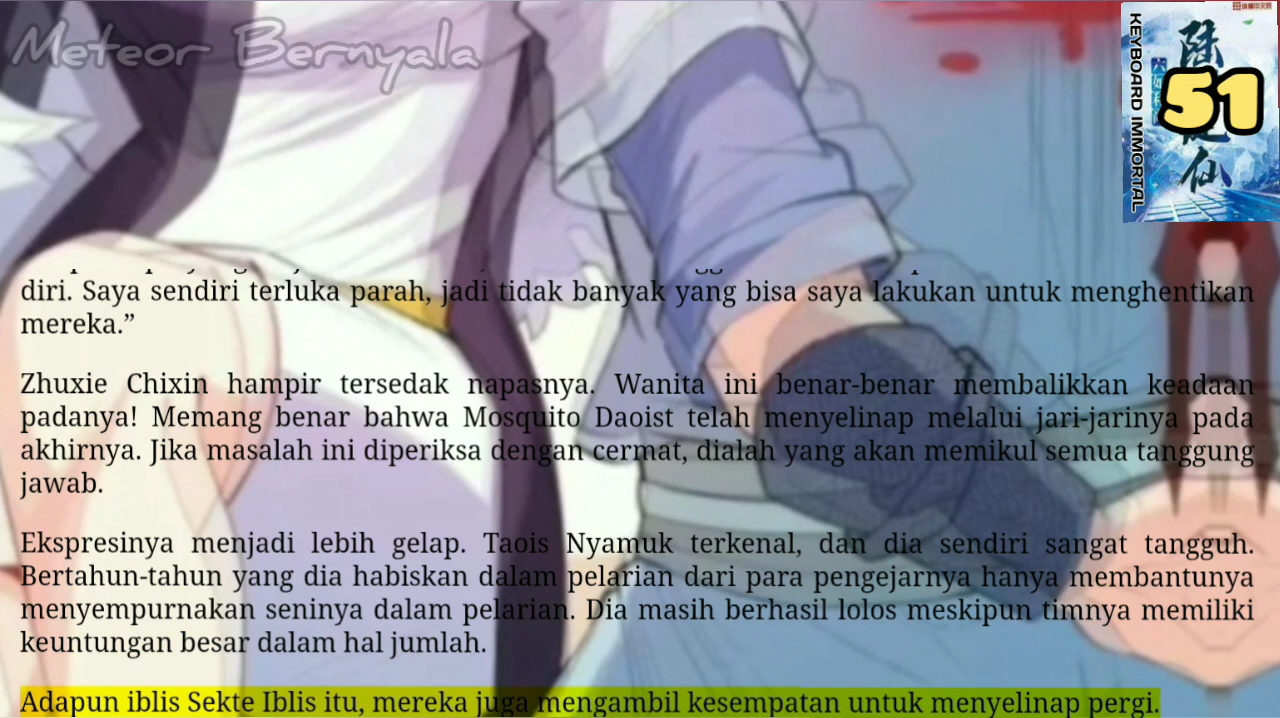 Meteor Bernyala
KEYBOARD IMMORTAL
51
diri. Saya sendiri terluka parah, jadi tidak banyak yang bisa saya lakukan untuk menghentikan
mereka.”
Zhuxie Chixin hampir tersedak napasnya. Wanita ini benar-benar membalikkan keadaan
padanya! Memang benar bahwa Mosquito Daoist telah menyelinap melalui jari-jarinya pada
akhirnya. Jika masalah ini diperiksa dengan cermat, dialah yang akan memikul semua tanggung
jawab.
Ekspresinya menjadi lebih gelap. Taois Nyamuk terkenal, dan dia sendiri sangat tangguh.
Bertahun-tahun yang dia habiskan dalam pelarian dari para pengejarnya hanya membantunya
menyempurnakan seninya dalam pelarian. Dia masih berhasil lolos meskipun timnya memiliki
keuntungan besar dalam hal jumlah.
Adapun iblis Sekte Iblis itu, mereka juga mengambil kesempatan untuk menyelinap pergi.